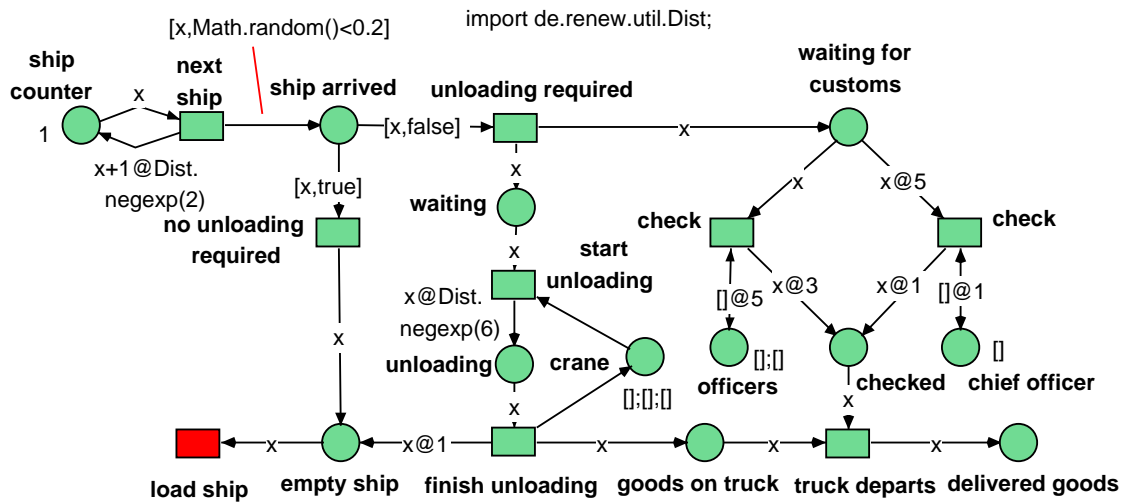 import de.renew.util.Dist;
[x,Math.random()<0.2]
ship
counter
next
ship
ship arrived
unloading required
waiting for
customs
x
1
[x,false]
x
x+1@Dist.
negexp(2)
[x,true]
x
x
x@5
waiting
no unloading
required
check
check
x
start
unloading
x@3
x@1
x@Dist.
negexp(6)
[]@5
[]@1
x
unloading
crane
[];[]
[]
officers
checked
chief officer
[];[];[]
x
x
x
x@1
x
x
x
load ship
empty ship
finish unloading
goods on truck
truck departs
delivered goods